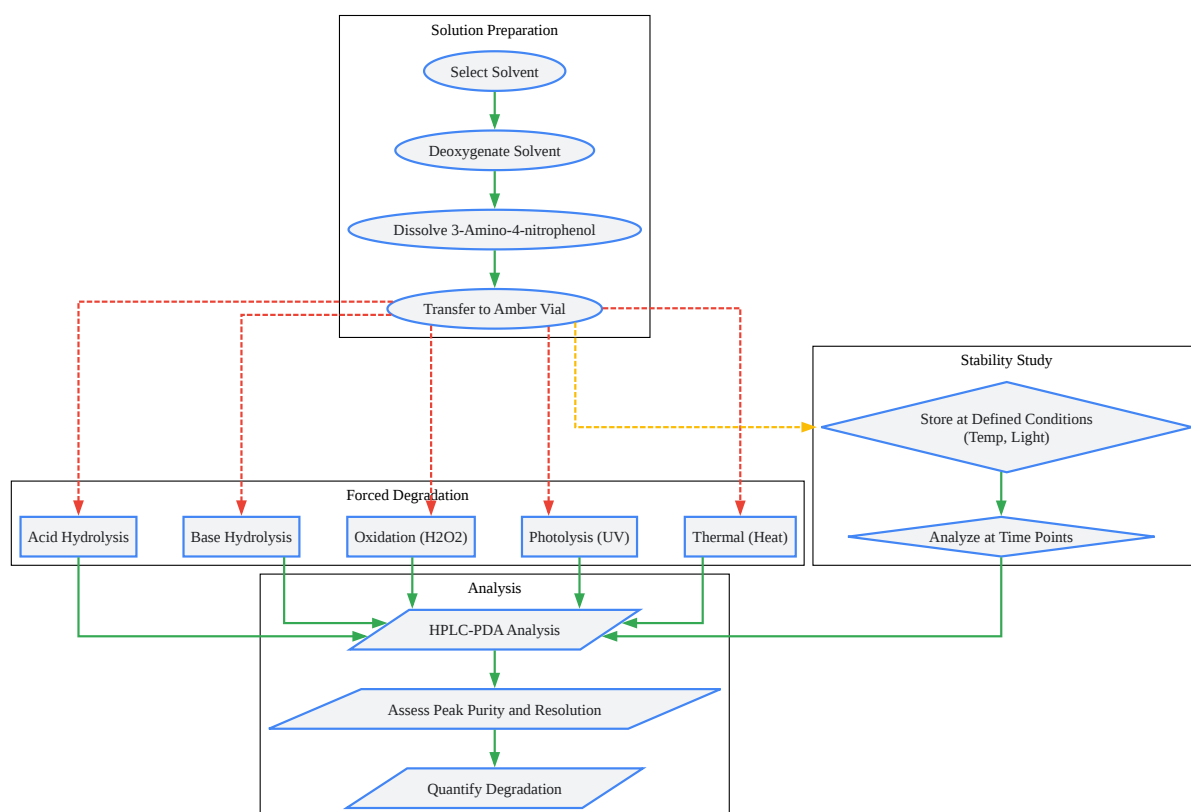 Solution Preparation
Select Solvent
Deoxygenate Solvent
Dissolve 3-Amino-4-nitrophenol
Transfer to Amber Vial
Stability Study
Store at Defined Conditions
(Temp, Light)
Analyze at Time Points
Forced Degradation
Acid Hydrolysis
Base Hydrolysis
Oxidation (H2O2)
Photolysis (UV)
Thermal (Heat)
Analysis
HPLC-PDA Analysis
Assess Peak Purity and Resolution
Quantify Degradation